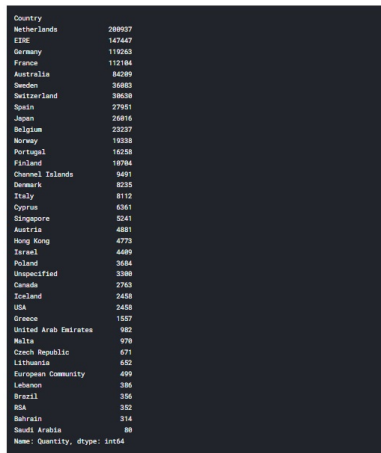 Country
Netherlands 200937
EIRE 147447
Germany 119263
France 112104
Australia 84209
Sweden 36083
Switzerland 30630
Spain 27951
Japan 26016
Belgium 23237
Norway 19338
Portugal 16258
Finland 10704
Channel Islands 9491
Denmark 8235
Italy 8112
Cyprus 6361
Singapore 5241
Austria 4881
Hong Kong 4773
Israel 4409
Poland 3684
Unspecified 3300
Canada 2763
Iceland 2458
USA 2458
Greece 1557
United Arab Emirates 982
Malta 970
Czech Republic 671
Lithuania 652
European Community 499
Lebanon 386
Brazil 356
RSA 352
Bahrain 314
Saudi Arabia 80
Name: Quantity, dtype: int64